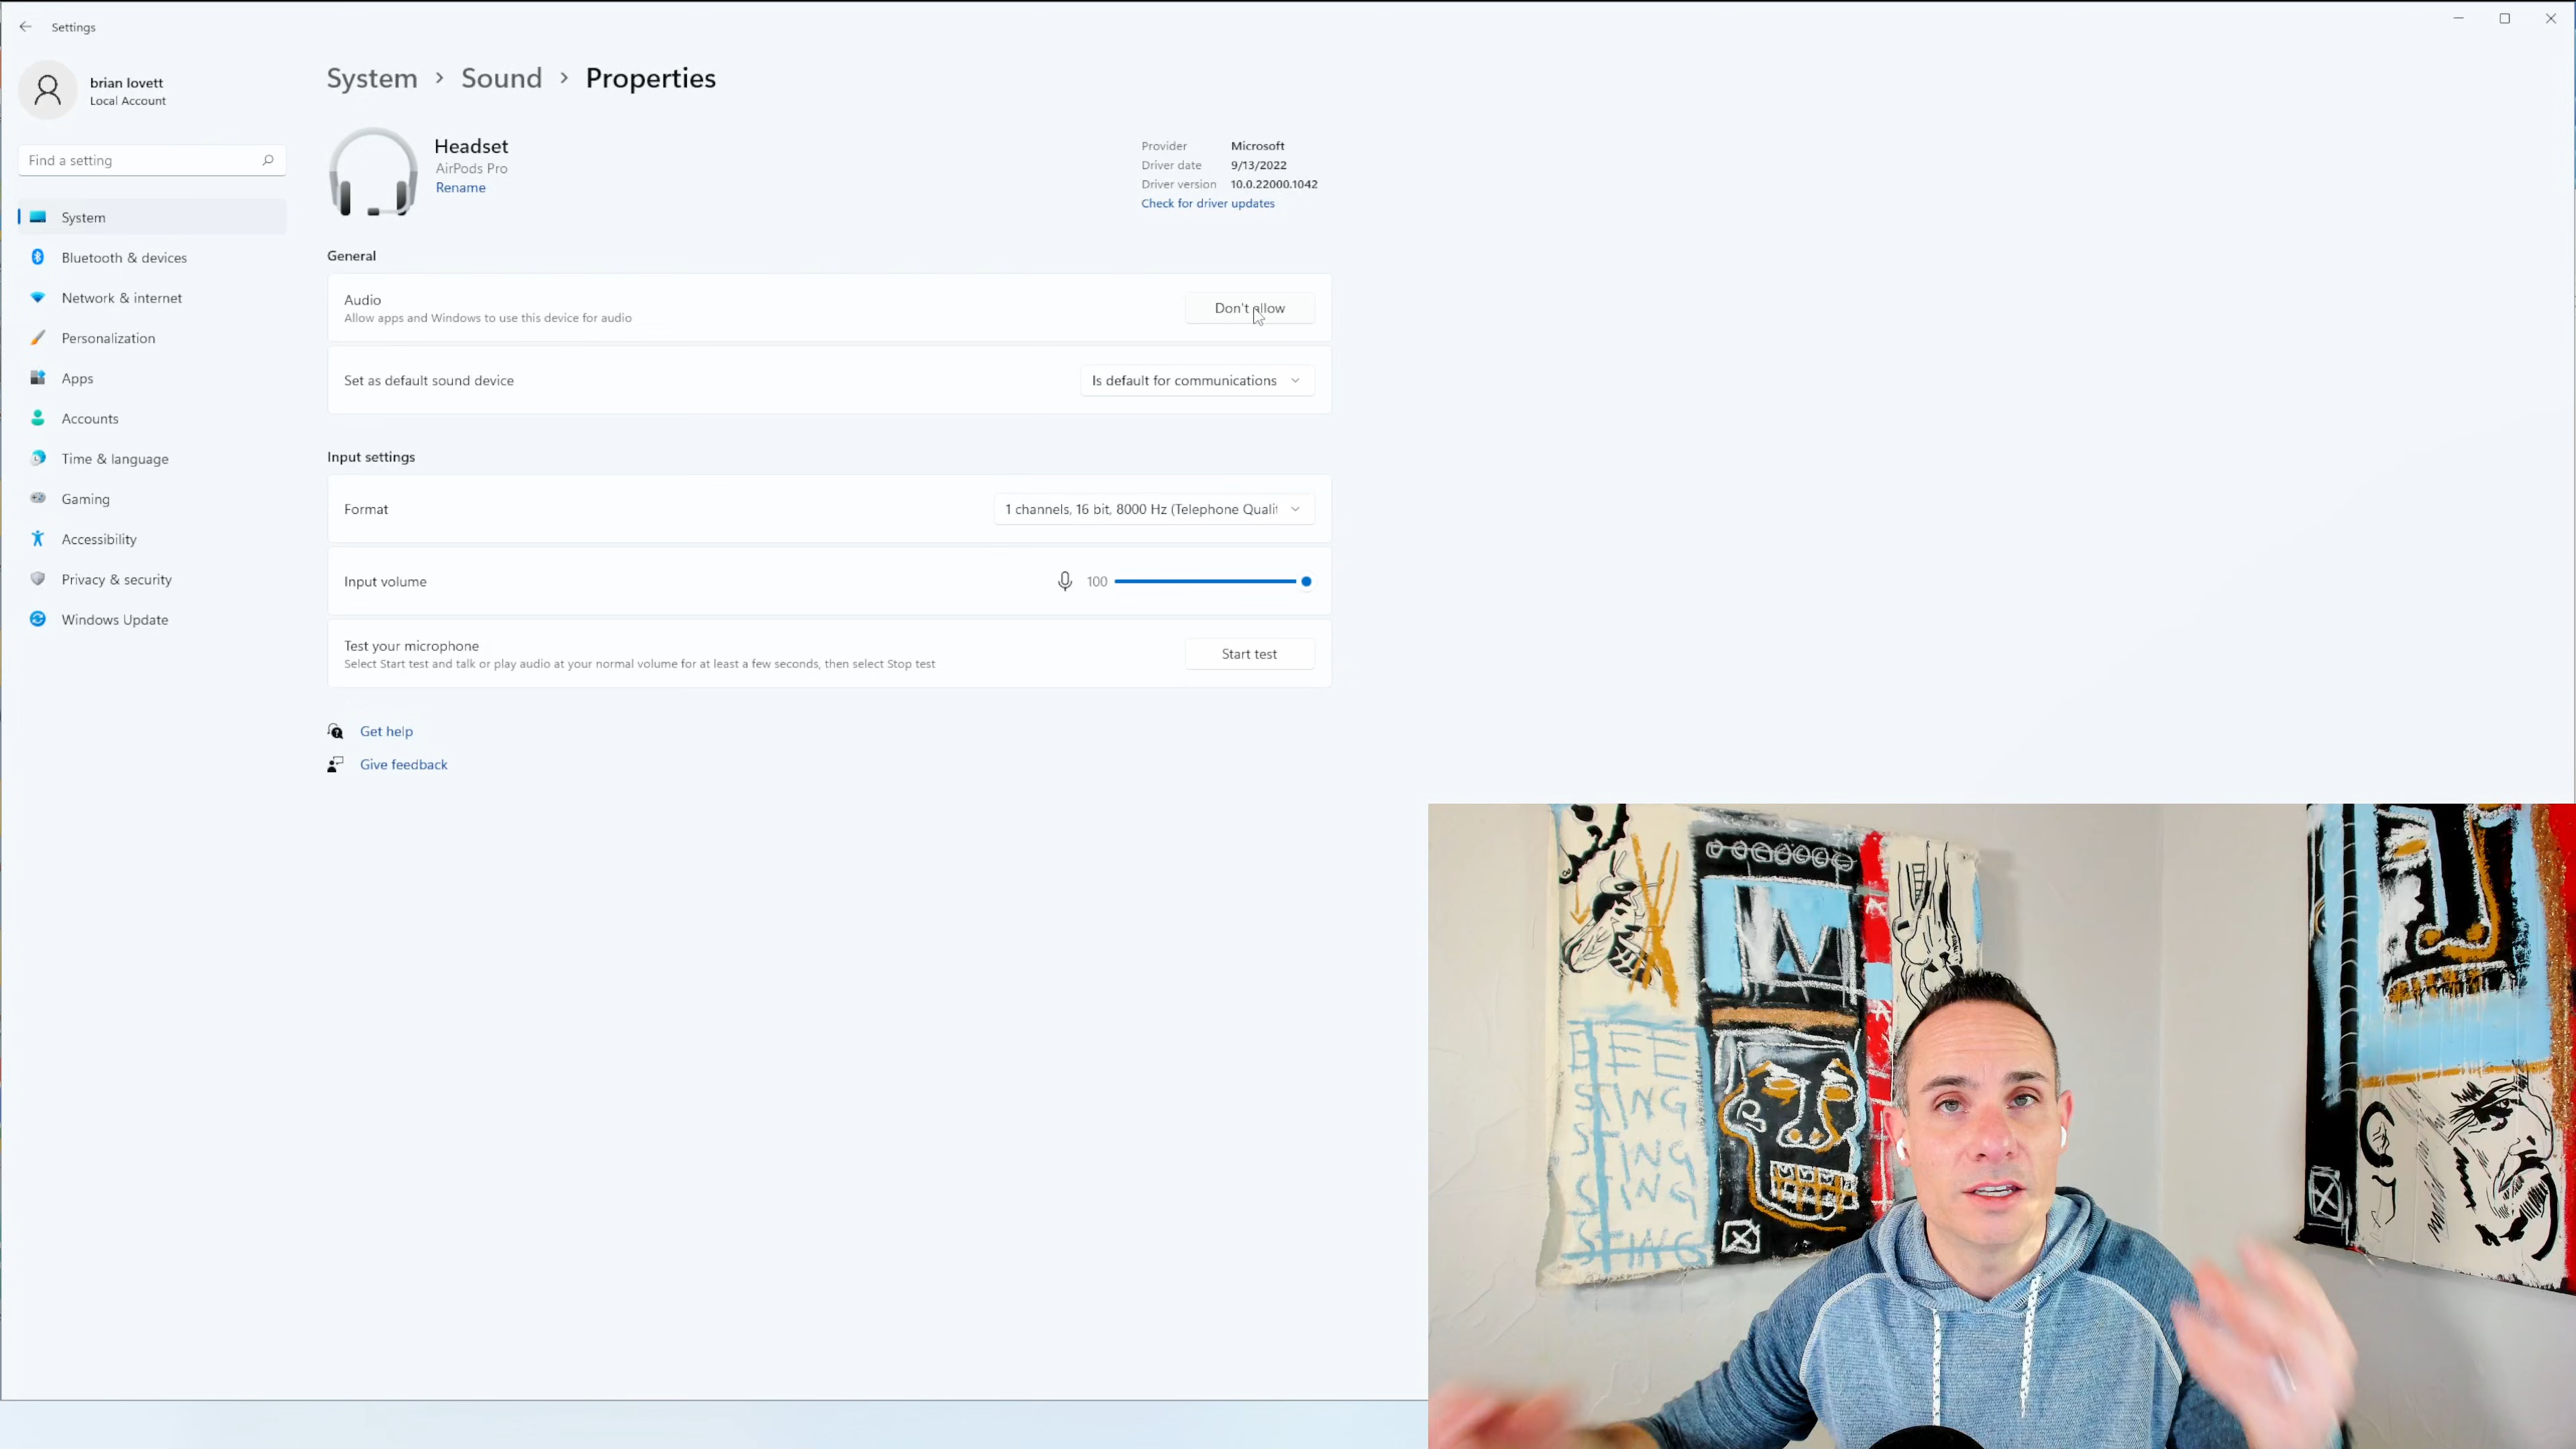 Settings
brian lovett
Local Account
Find a setting
System
Bluetooth & devices
Network & internet
Personalization
Apps
Accounts
Time & language
Gaming
Accessibility
Privacy & security
Windows Update
System > Sound > Properties
Headset
AirPods Pro
Rename
Provider Microsoft
Driver date 9/13/2022
Driver version 10.0.22000.1042
Check for driver updates
General
Audio
Allow apps and Windows to use this device for audio
Don't allow
Set as default sound device
Is default for communications
Input settings
Format
1 channels, 16 bit, 8000 Hz (Telephone Qualit
Input volume
100
Test your microphone
Select Start test and talk or play audio at your normal volume for at least a few seconds, then select Stop test
Start test
Get help
Give feedback
BEE
STING
STING
STING
STING